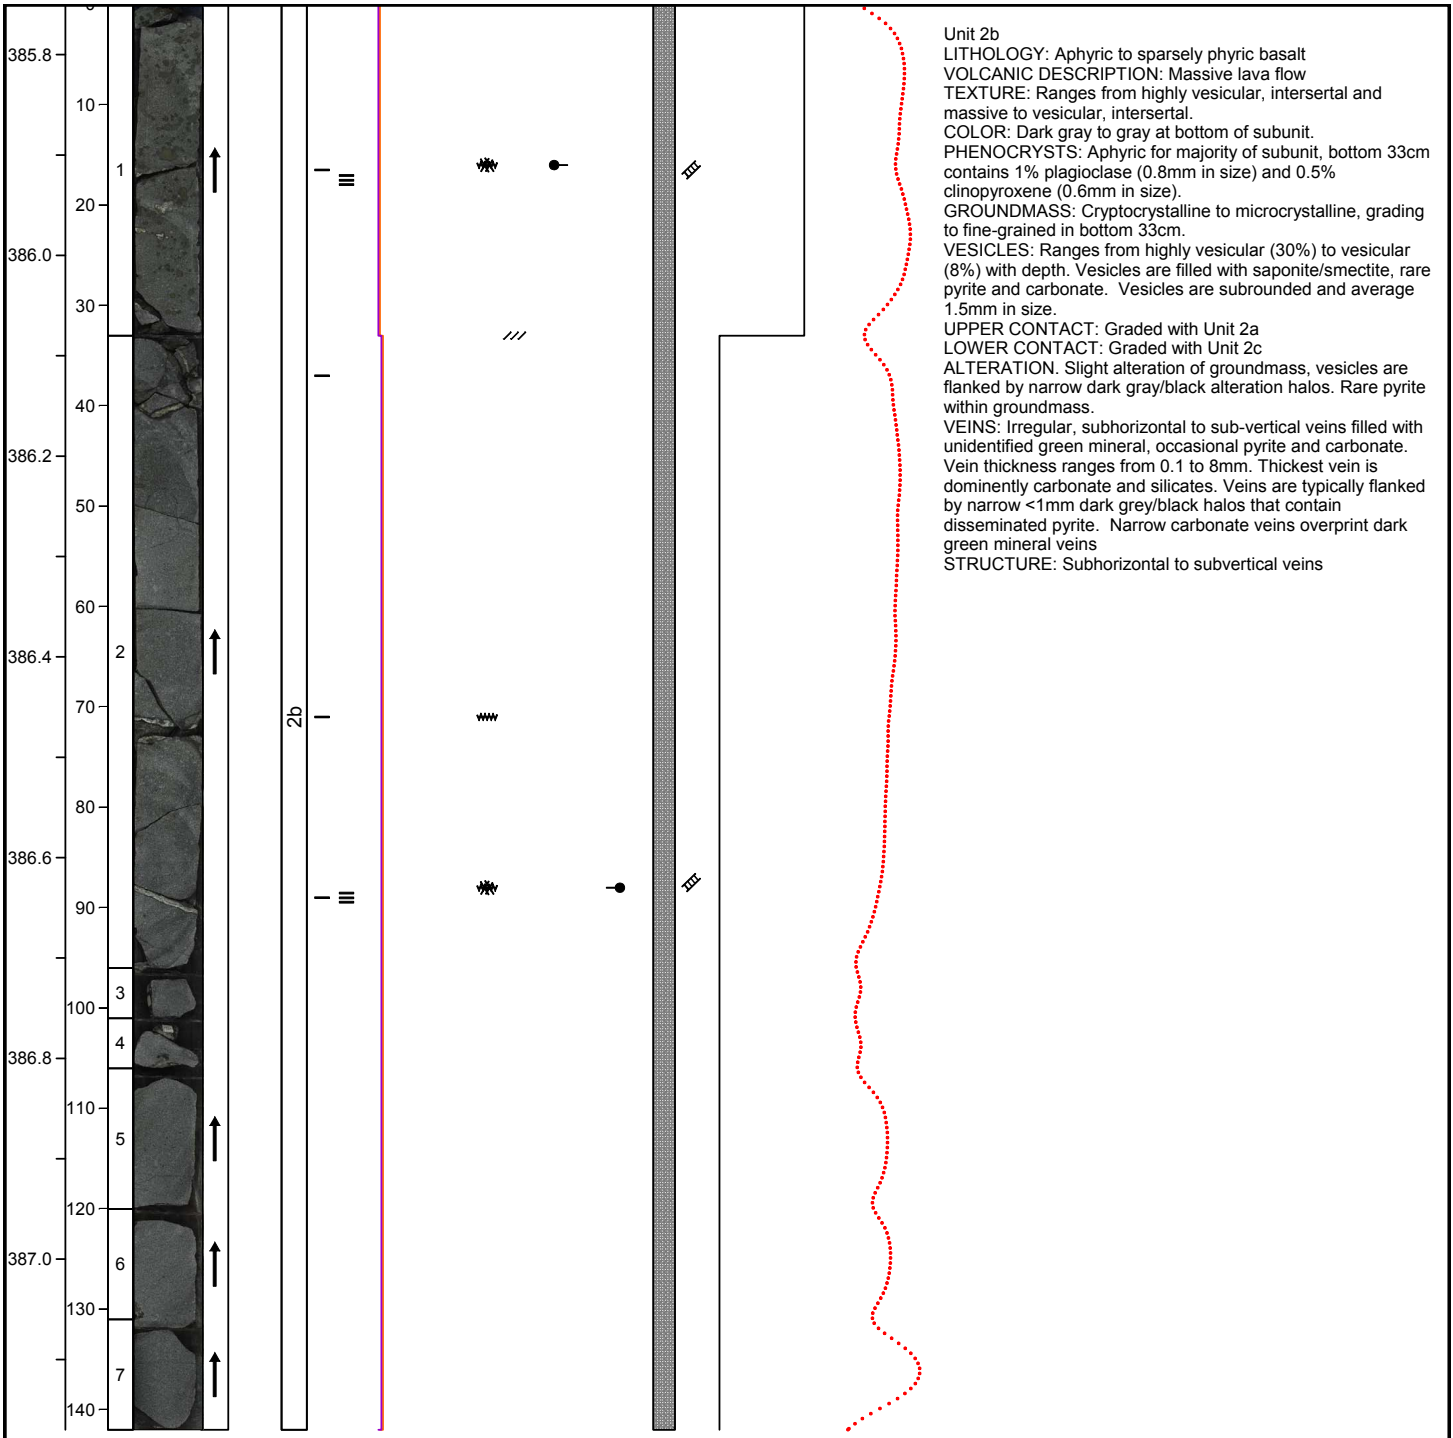 0
385.8
10
1
20
386.0
30
40
386.2
50
60
386.4
2
70
2b
80
386.6
90
3
100
4
386.8
110
5
120
387.0
6
130
7
140
Unit 2b
LITHOLOGY: Aphyric to sparsely phyric basalt
VOLCANIC DESCRIPTION: Massive lava flow
TEXTURE: Ranges from highly vesicular, intersertal and
massive to vesicular, intersertal.
COLOR: Dark gray to gray at bottom of subunit.
PHENOCRYSTS: Aphyric for majority of subunit, bottom 33cm
contains 1% plagioclase (0.8mm in size) and 0.5%
clinopyroxene (0.6mm in size).
GROUNDMASS: Cryptocrystalline to microcrystalline, grading
to fine-grained in bottom 33cm.
VESICLES: Ranges from highly vesicular (30%) to vesicular
(8%) with depth. Vesicles are filled with saponite/smectite, rare
pyrite and carbonate.  Vesicles are subrounded and average
1.5mm in size.
UPPER CONTACT: Graded with Unit 2a
LOWER CONTACT: Graded with Unit 2c
ALTERATION. Slight alteration of groundmass, vesicles are
flanked by narrow dark gray/black alteration halos. Rare pyrite
within groundmass.
VEINS: Irregular, subhorizontal to sub-vertical veins filled with
unidentified green mineral, occasional pyrite and carbonate.
Vein thickness ranges from 0.1 to 8mm. Thickest vein is
dominently carbonate and silicates. Veins are typically flanked
by narrow <1mm dark grey/black halos that contain
disseminated pyrite.  Narrow carbonate veins overprint dark
green mineral veins
STRUCTURE: Subhorizontal to subvertical veins